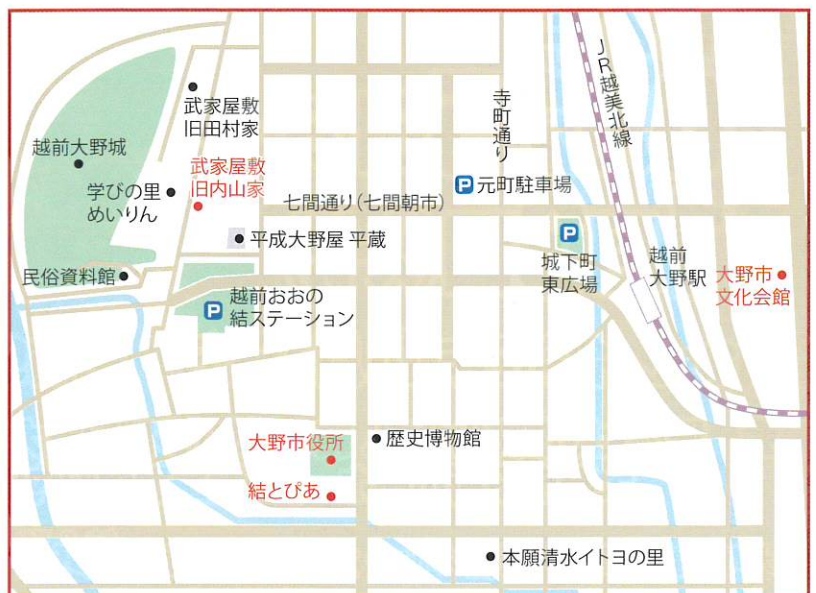 JR越美北線
武家屋敷
旧田村家
寺町通り
越前大野城
武家屋敷
旧内山家
学びの里
めいりん
P 元町駐車場
七間通り(七間朝市)
平成大野屋 平蔵
P
城下町
東広場
越前
大野駅
大野市
文化会館
民俗資料館
P
越前おおの
結ステーション
大野市役所
歴史博物館
結とぴあ
本願清水イトヨの里